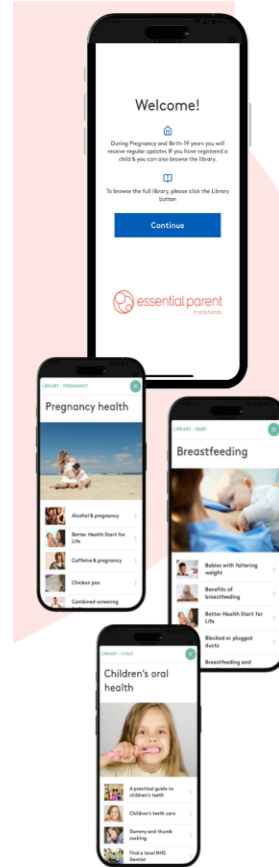 Welcome!
During Pregnancy and Birth-19 years you will
receive regular updates IF you have registered a
child & you can also browse the library.
To browse the full library, please click the Library
button
Continue
essential parent
in safe hands
LIBRARY - PREGNANCY
Pregnancy health
Alcohol & pregnancy
Better Health Start for
Life
Caffeine & pregnancy
Chicken pox
Combined screening
LIBRARY - BABY
Breastfeeding
Babies with faltering
weight
Benefits of
breastfeeding
Better Health Start for
Life
Blocked or plugged
ducts
Breastfeeding and
LIBRARY - CHILD
Children's oral
health
A practical guide to
children's teeth
Children's teeth care
Dummy and thumb
sucking
Find a local NHS
Dentist